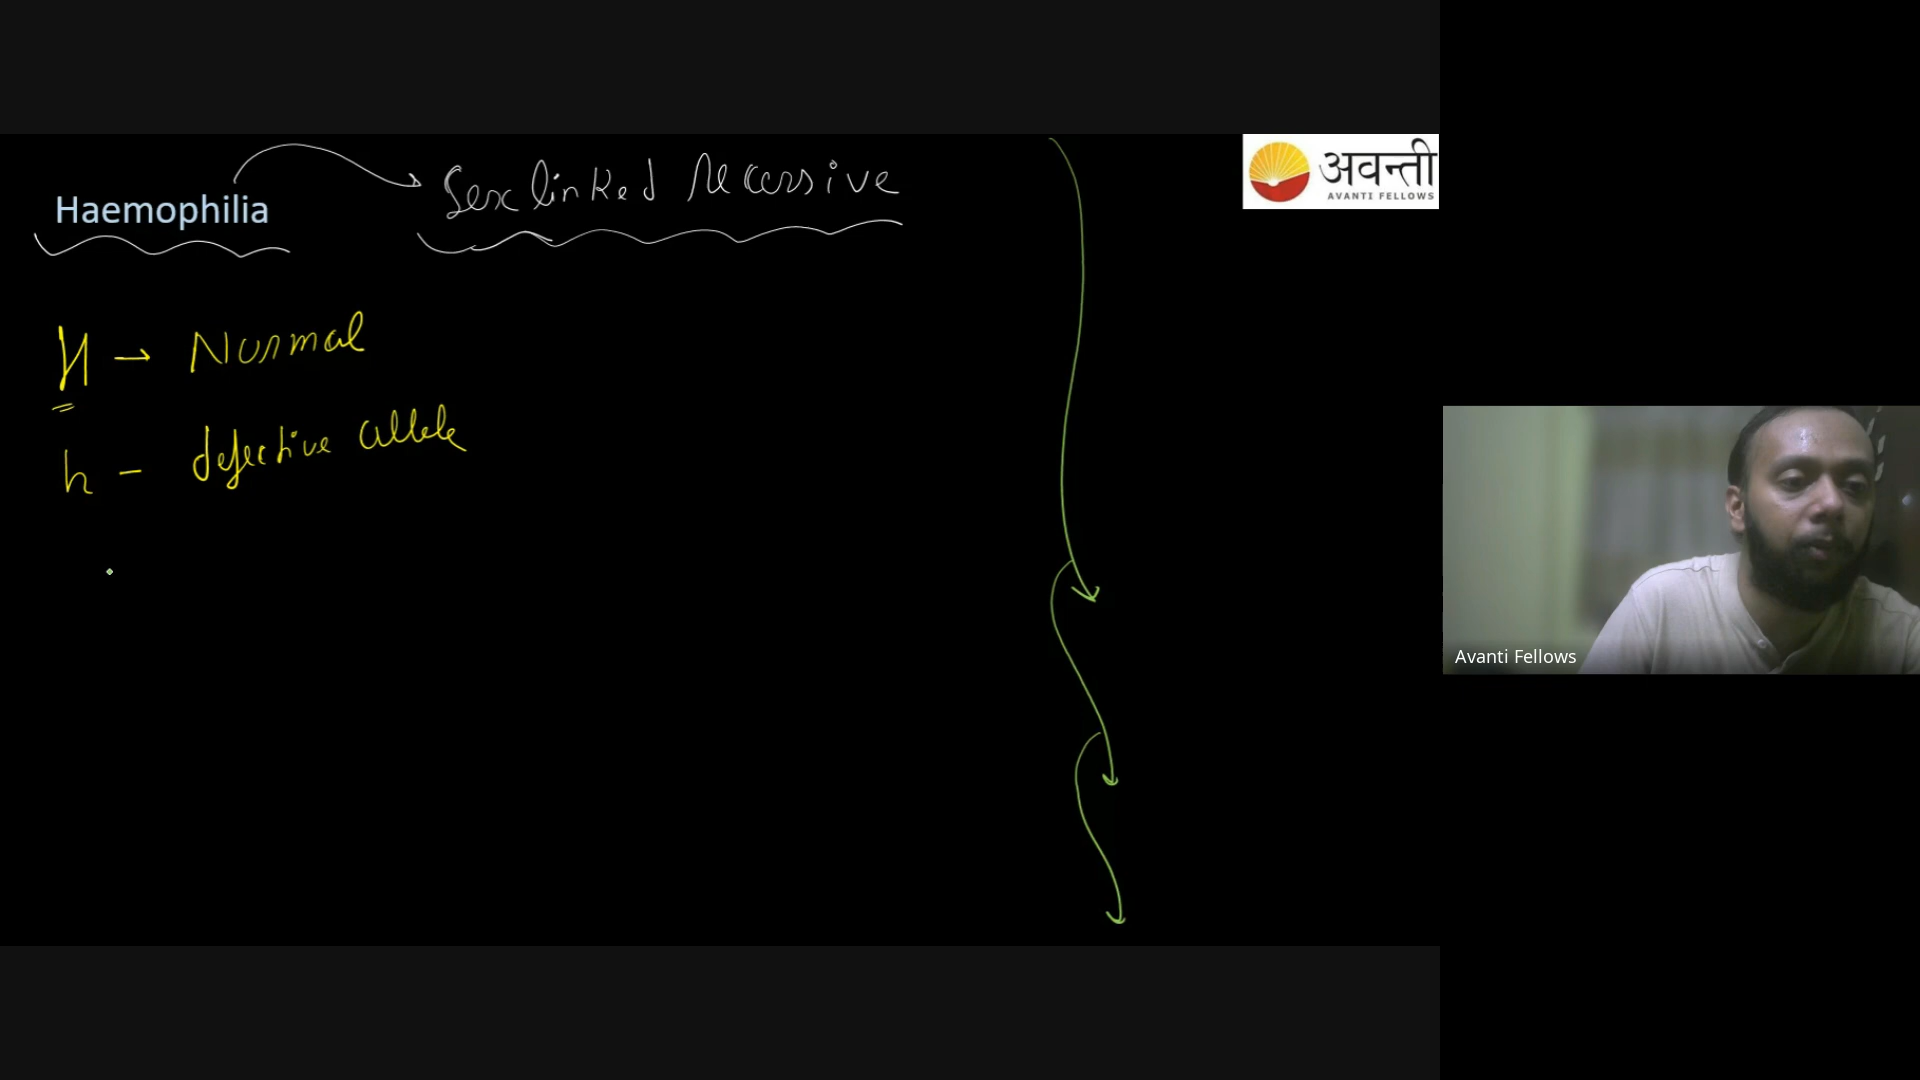 Haemophilia
Sex linked Recessive
H → Normal
h - defective allele
अवन्ती
AVANTI FELLOWS
Avanti Fellows